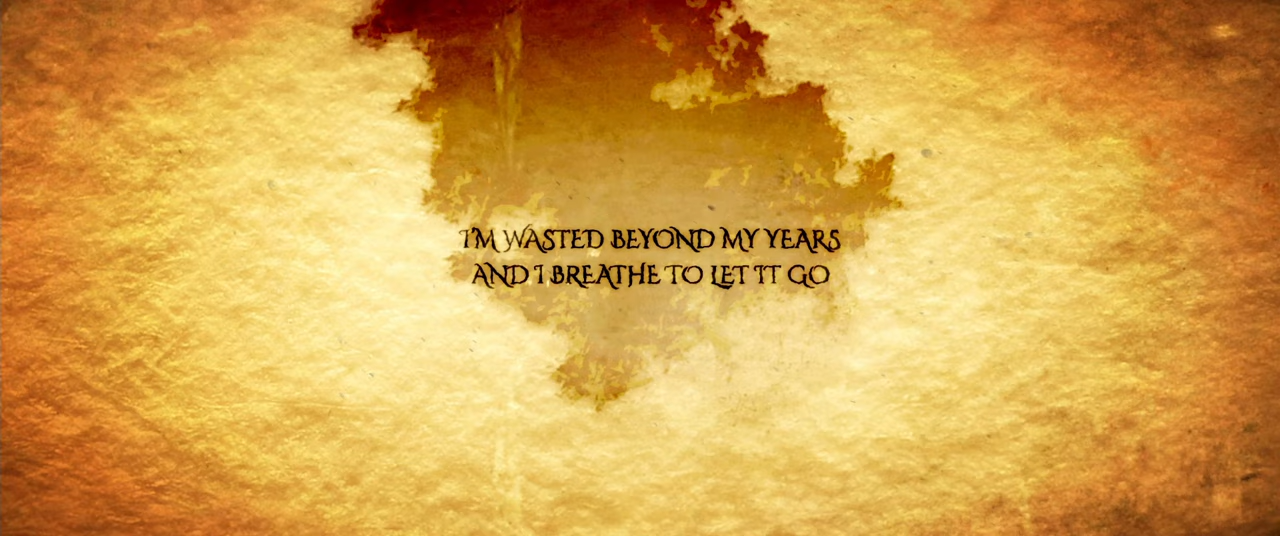 I'M WASTED BEYOND MY YEARS
AND I BREATHE TO LET IT GO